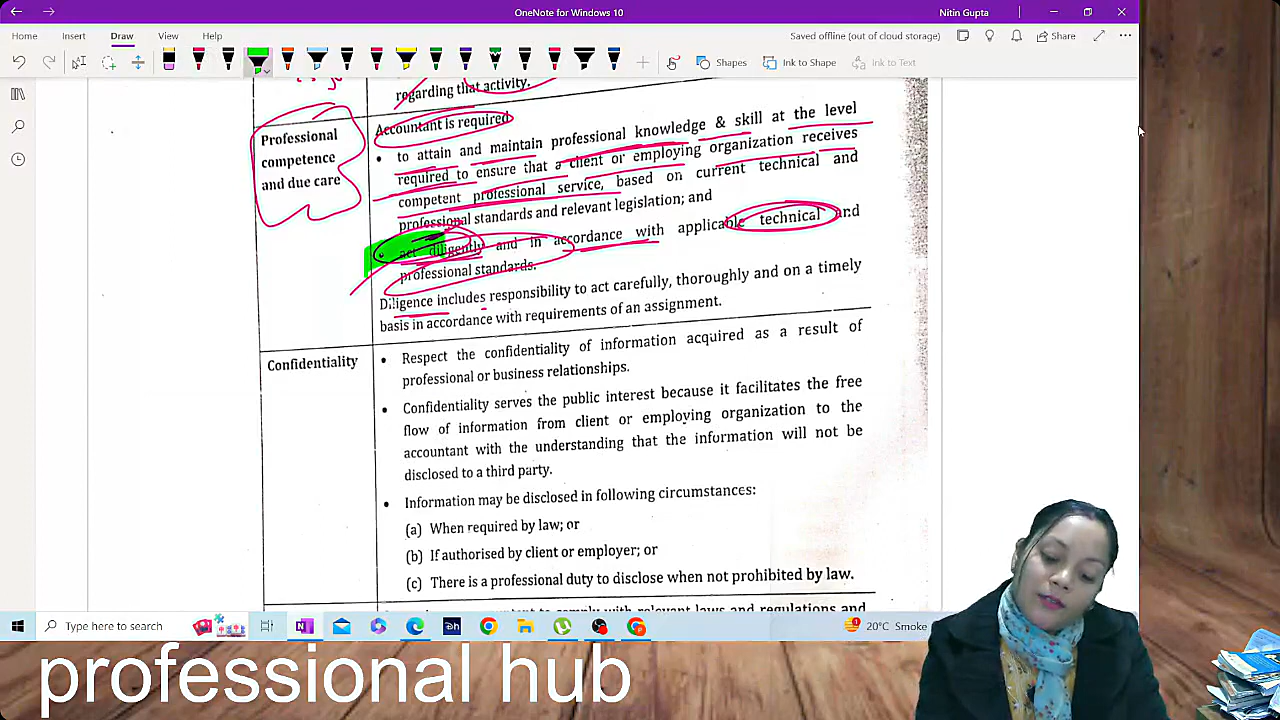 OneNote for Windows 10
Nitin Gupta
Home Insert Draw View Help
Saved offline (out of cloud storage)
Share
Shapes
Ink to Shape
Ink to Text
regarding that activity.
Professional
competence
and due care
Accountant is required
• to attain and maintain professional knowledge & skill at the level
required to ensure that a client or employing organization receives
competent professional service, based on current technical and
professional standards and relevant legislation; and
• act diligently and in accordance with applicable technical and
professional standards.
Diligence includes responsibility to act carefully, thoroughly and on a timely
basis in accordance with requirements of an assignment.
Confidentiality
• Respect the confidentiality of information acquired as a result of
professional or business relationships.
• Confidentiality serves the public interest because it facilitates the free
flow of information from client or employing organization to the
accountant with the understanding that the information will not be
disclosed to a third party.
• Information may be disclosed in following circumstances:
(a) When required by law; or
(b) If authorised by client or employer; or
(c) There is a professional duty to disclose when not prohibited by law.
to comply with relevant laws and regulations and
Type here to search
20°C Smoke
professional hub